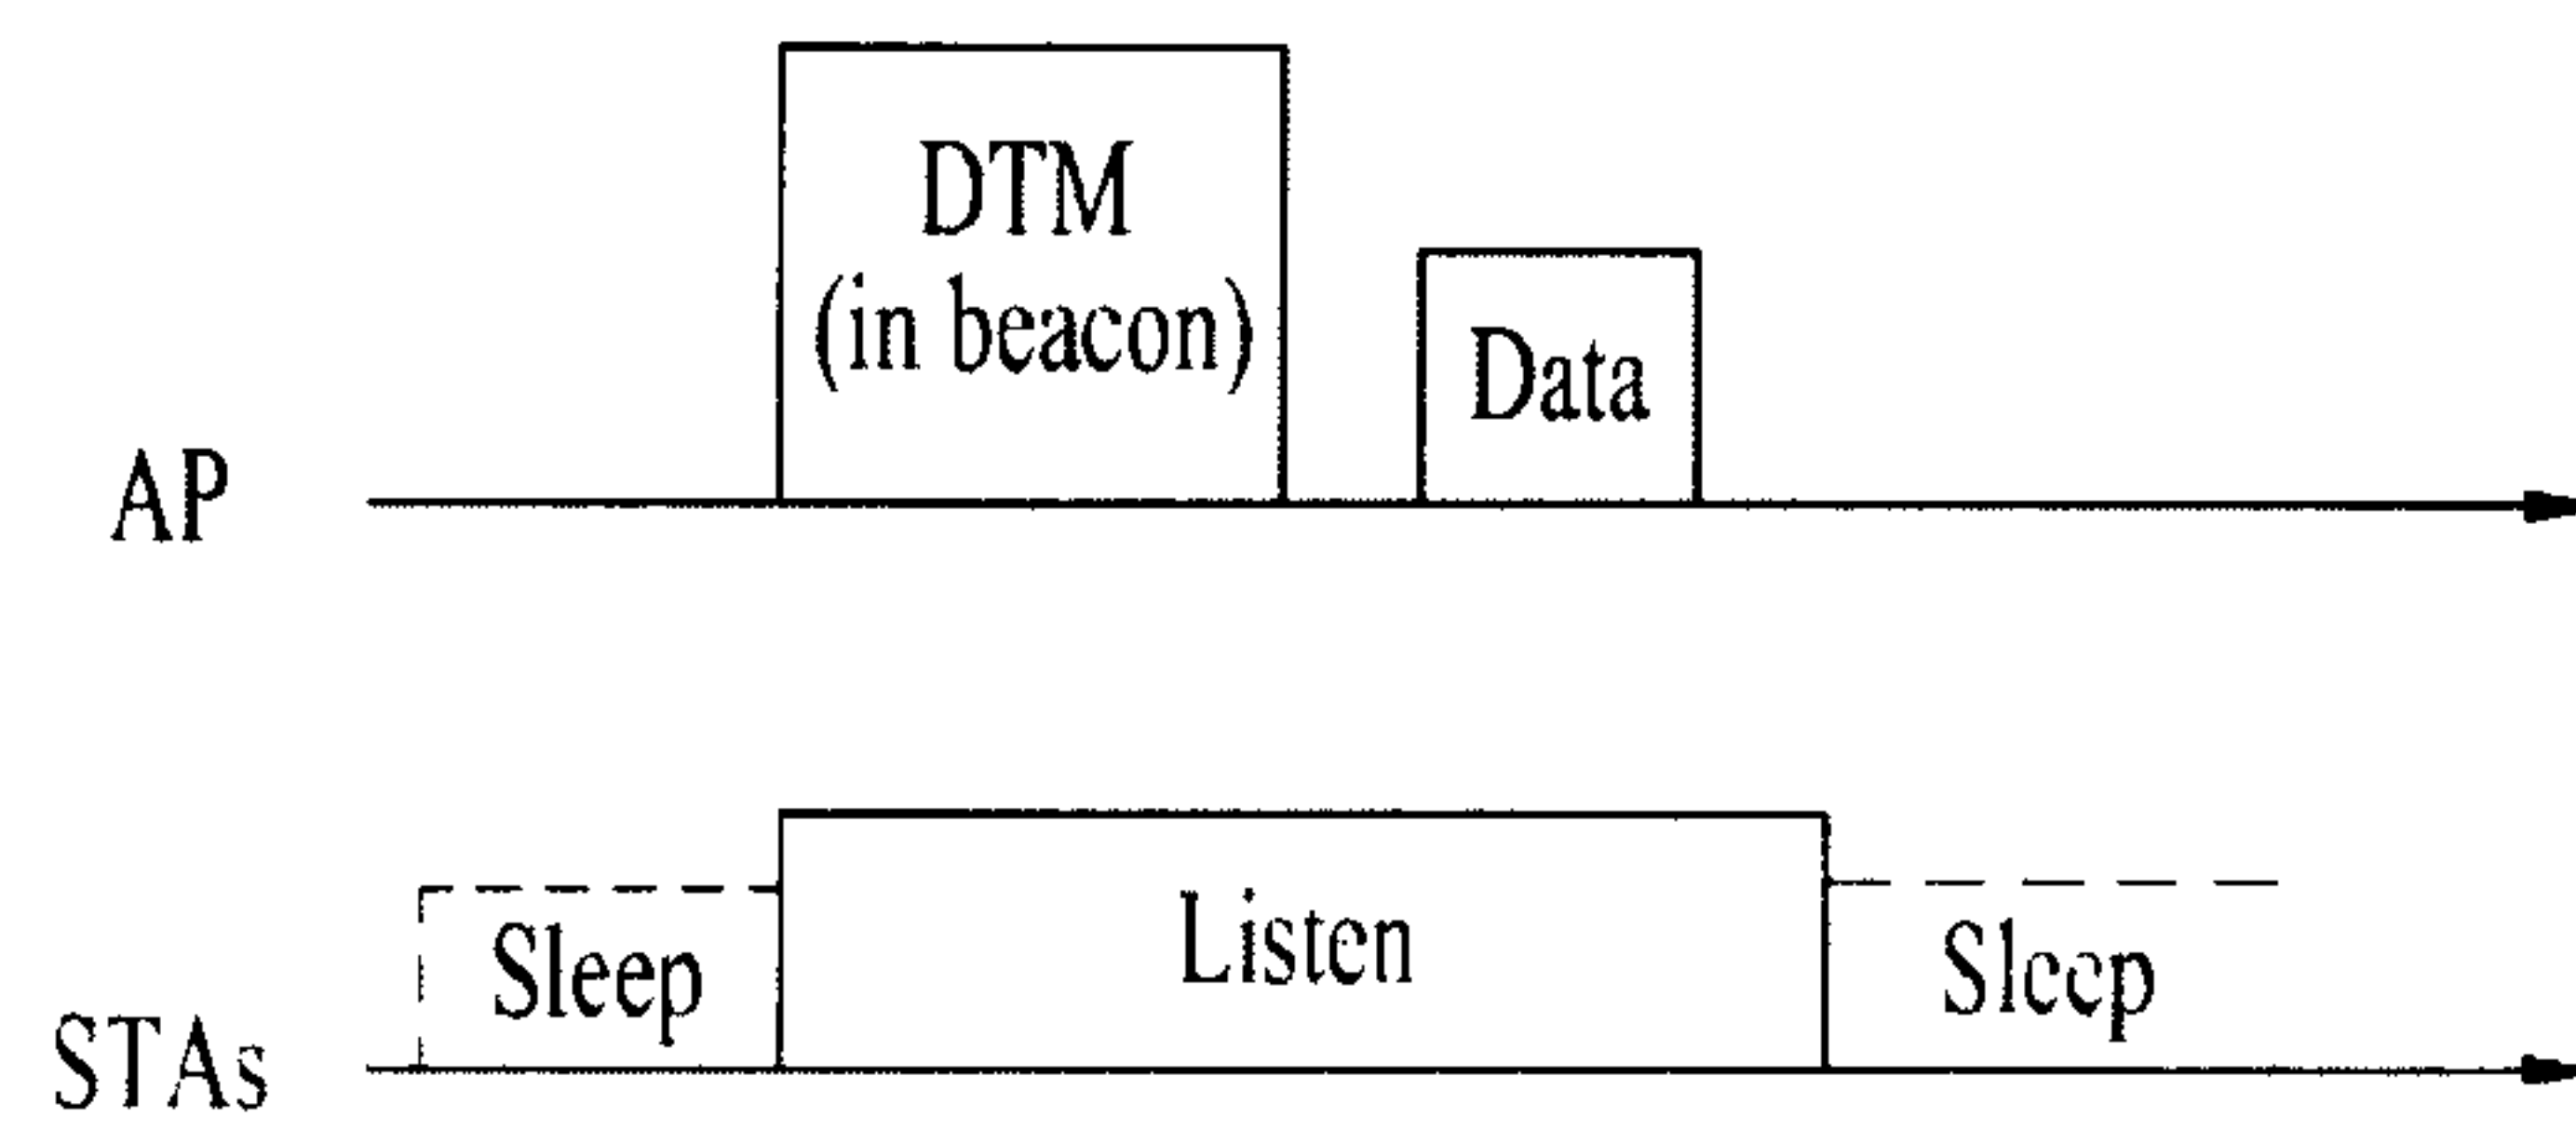 DTM
(in beacon)
Data
AP
Sleep
Listen
Sleep
STAs